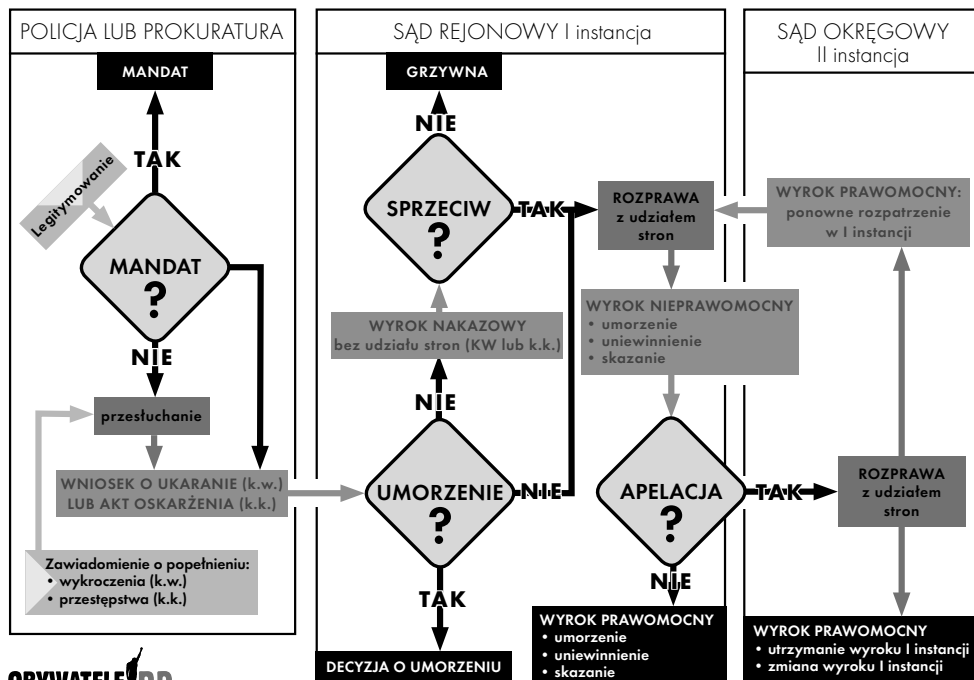 POLICJA LUB PROKURATURA
MANDAT
TAK
Legitymowanie
MANDAT
?
NIE
przesłuchanie
WNIOSEK O UKARANIE (k.w.)
LUB AKT OSKARŻENIA (k.k.)
Zawiadomienie o popełnieniu:
• wykroczenia (k.w.)
• przestępstwa (k.k.)
SĄD REJONOWY I instancja
GRZYWNA
NIE
SPRZECIW
?
TAK
WYROK NAKAZOWY
bez udziału stron (KW lub k.k.)
NIE
UMORZENIE
?
NIE
TAK
DECYZJA O UMORZENIU
ROZPRAWA
z udziałem
stron
WYROK NIEPRAWOMOCNY
• umorzenie
• uniewinnienie
• skazanie
APELACJA
?
TAK
NIE
WYROK PRAWOMOCNY
• umorzenie
• uniewinnienie
• skazanie
SĄD OKRĘGOWY
II instancja
WYROK PRAWOMOCNY:
ponowne rozpatrzenie
w I instancji
ROZPRAWA
z udziałem
stron
WYROK PRAWOMOCNY
• utrzymanie wyroku I instancji
• zmiana wyroku I instancji
OBYWATELE RP